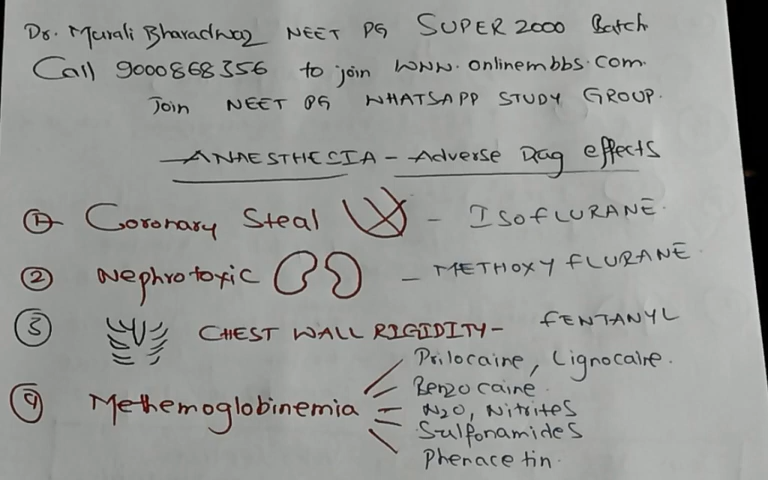 Dr. Murali Bharadwaz NEET PG SUPER 2000 Batch
Call 9000868356 to join WWW.onlinembbs.com.
Join NEET PG WHATSAPP STUDY GROUP.
ANAESTHESIA - Adverse Drag effects
① Coronary Steal - ISOFLURANE.
② Nephrotoxic - METHOXY FLURANE.
③ CHEST WALL RIGIDITY - FENTANYL
④ Methemoglobinemia
Prilocaine, Lignocaire.
Benzocaine.
N2O, Nitrites
Sulfonamides
Phenacetin.